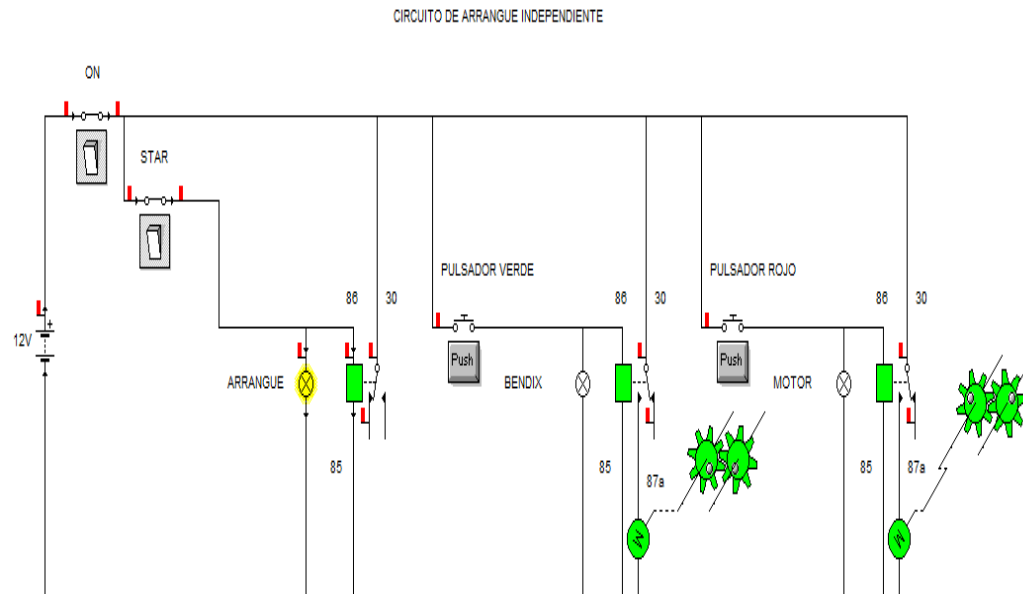 CIRCUITO DE ARRANGUE INDEPENDIENTE
ON
STAR
PULSADOR VERDE
PULSADOR ROJO
86 30
86 30
86 30
12V
+
Push
Push
ARRANGUE
BENDIX
MOTOR
85
85
87a
85
87a
M
M